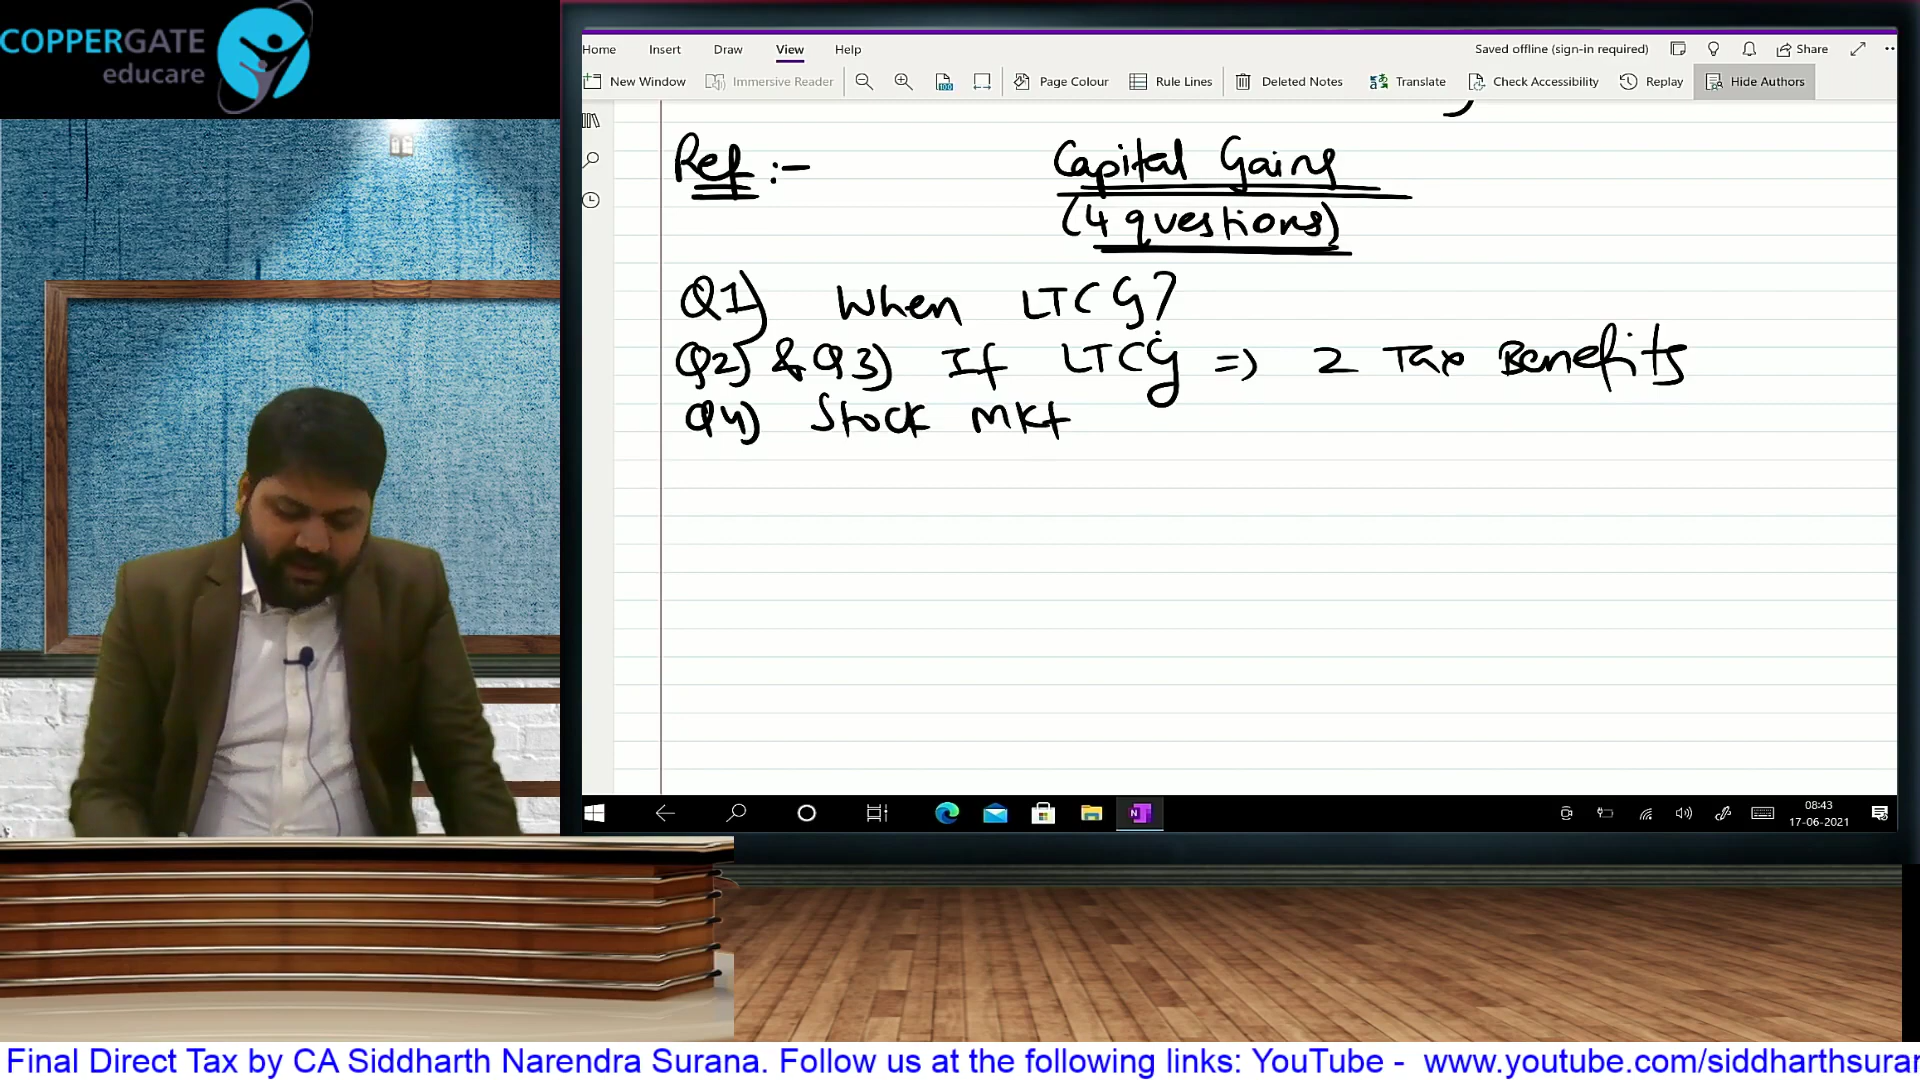 COPPERGATE
educare
Home Insert Draw View Help Saved offline (sign-in required) Share
New Window Immersive Reader 100 Page Colour Rule Lines Deleted Notes Translate Check Accessibility Replay Hide Authors
Ref :- Capital Gains
(4 questions)
Q1) When LTCG?
Q2) & Q3) If LTCG => 2 Tax Benefits
Q4) Stock Mkt
N 08:43
17-06-2021
Final Direct Tax by CA Siddharth Narendra Surana. Follow us at the following links: YouTube - www.youtube.com/siddharthsurar